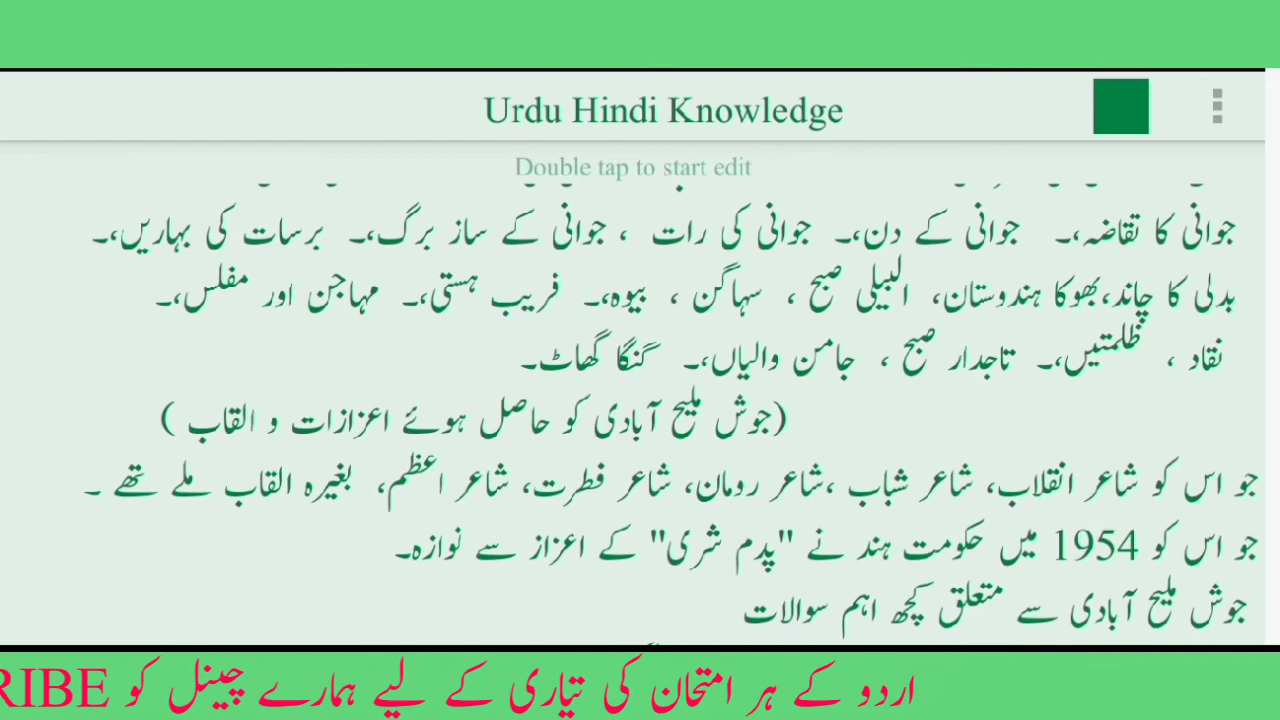 Urdu Hindi Knowledge
Double tap to start edit
جوانی کا تقاضہ،۔ جوانی کے دن،۔ جوانی کی رات ، جوانی کے ساز برگ،۔ برسات کی بہاریں،۔
بدلی کا چاند،بھوکا ہندوستان، البیلی صبح ، سہاگن ، بیوہ،۔ فریب ہستی،۔ مہاجن اور مفلس،۔
نقاد ، ظلمتیں،۔ تاجدار صبح ، جامن والیاں،۔ گنگا گھاٹ۔
(جوش ملیح آبادی کو حاصل ہوئے اعزازات و القاب )
جو اس کو شاعر انقلاب، شاعر شباب ،شاعر رومان، شاعر فطرت، شاعر اعظم، بغیرہ القاب ملے تھے ۔
جو اس کو 1954 میں حکومت ہند نے "پدم شری" کے اعزاز سے نوازہ۔
جوش ملیح آبادی سے متعلق کچھ اہم سوالات
اردو کے ہر امتحان کی تیاری کے لیے ہمارے چینل کو RIBE